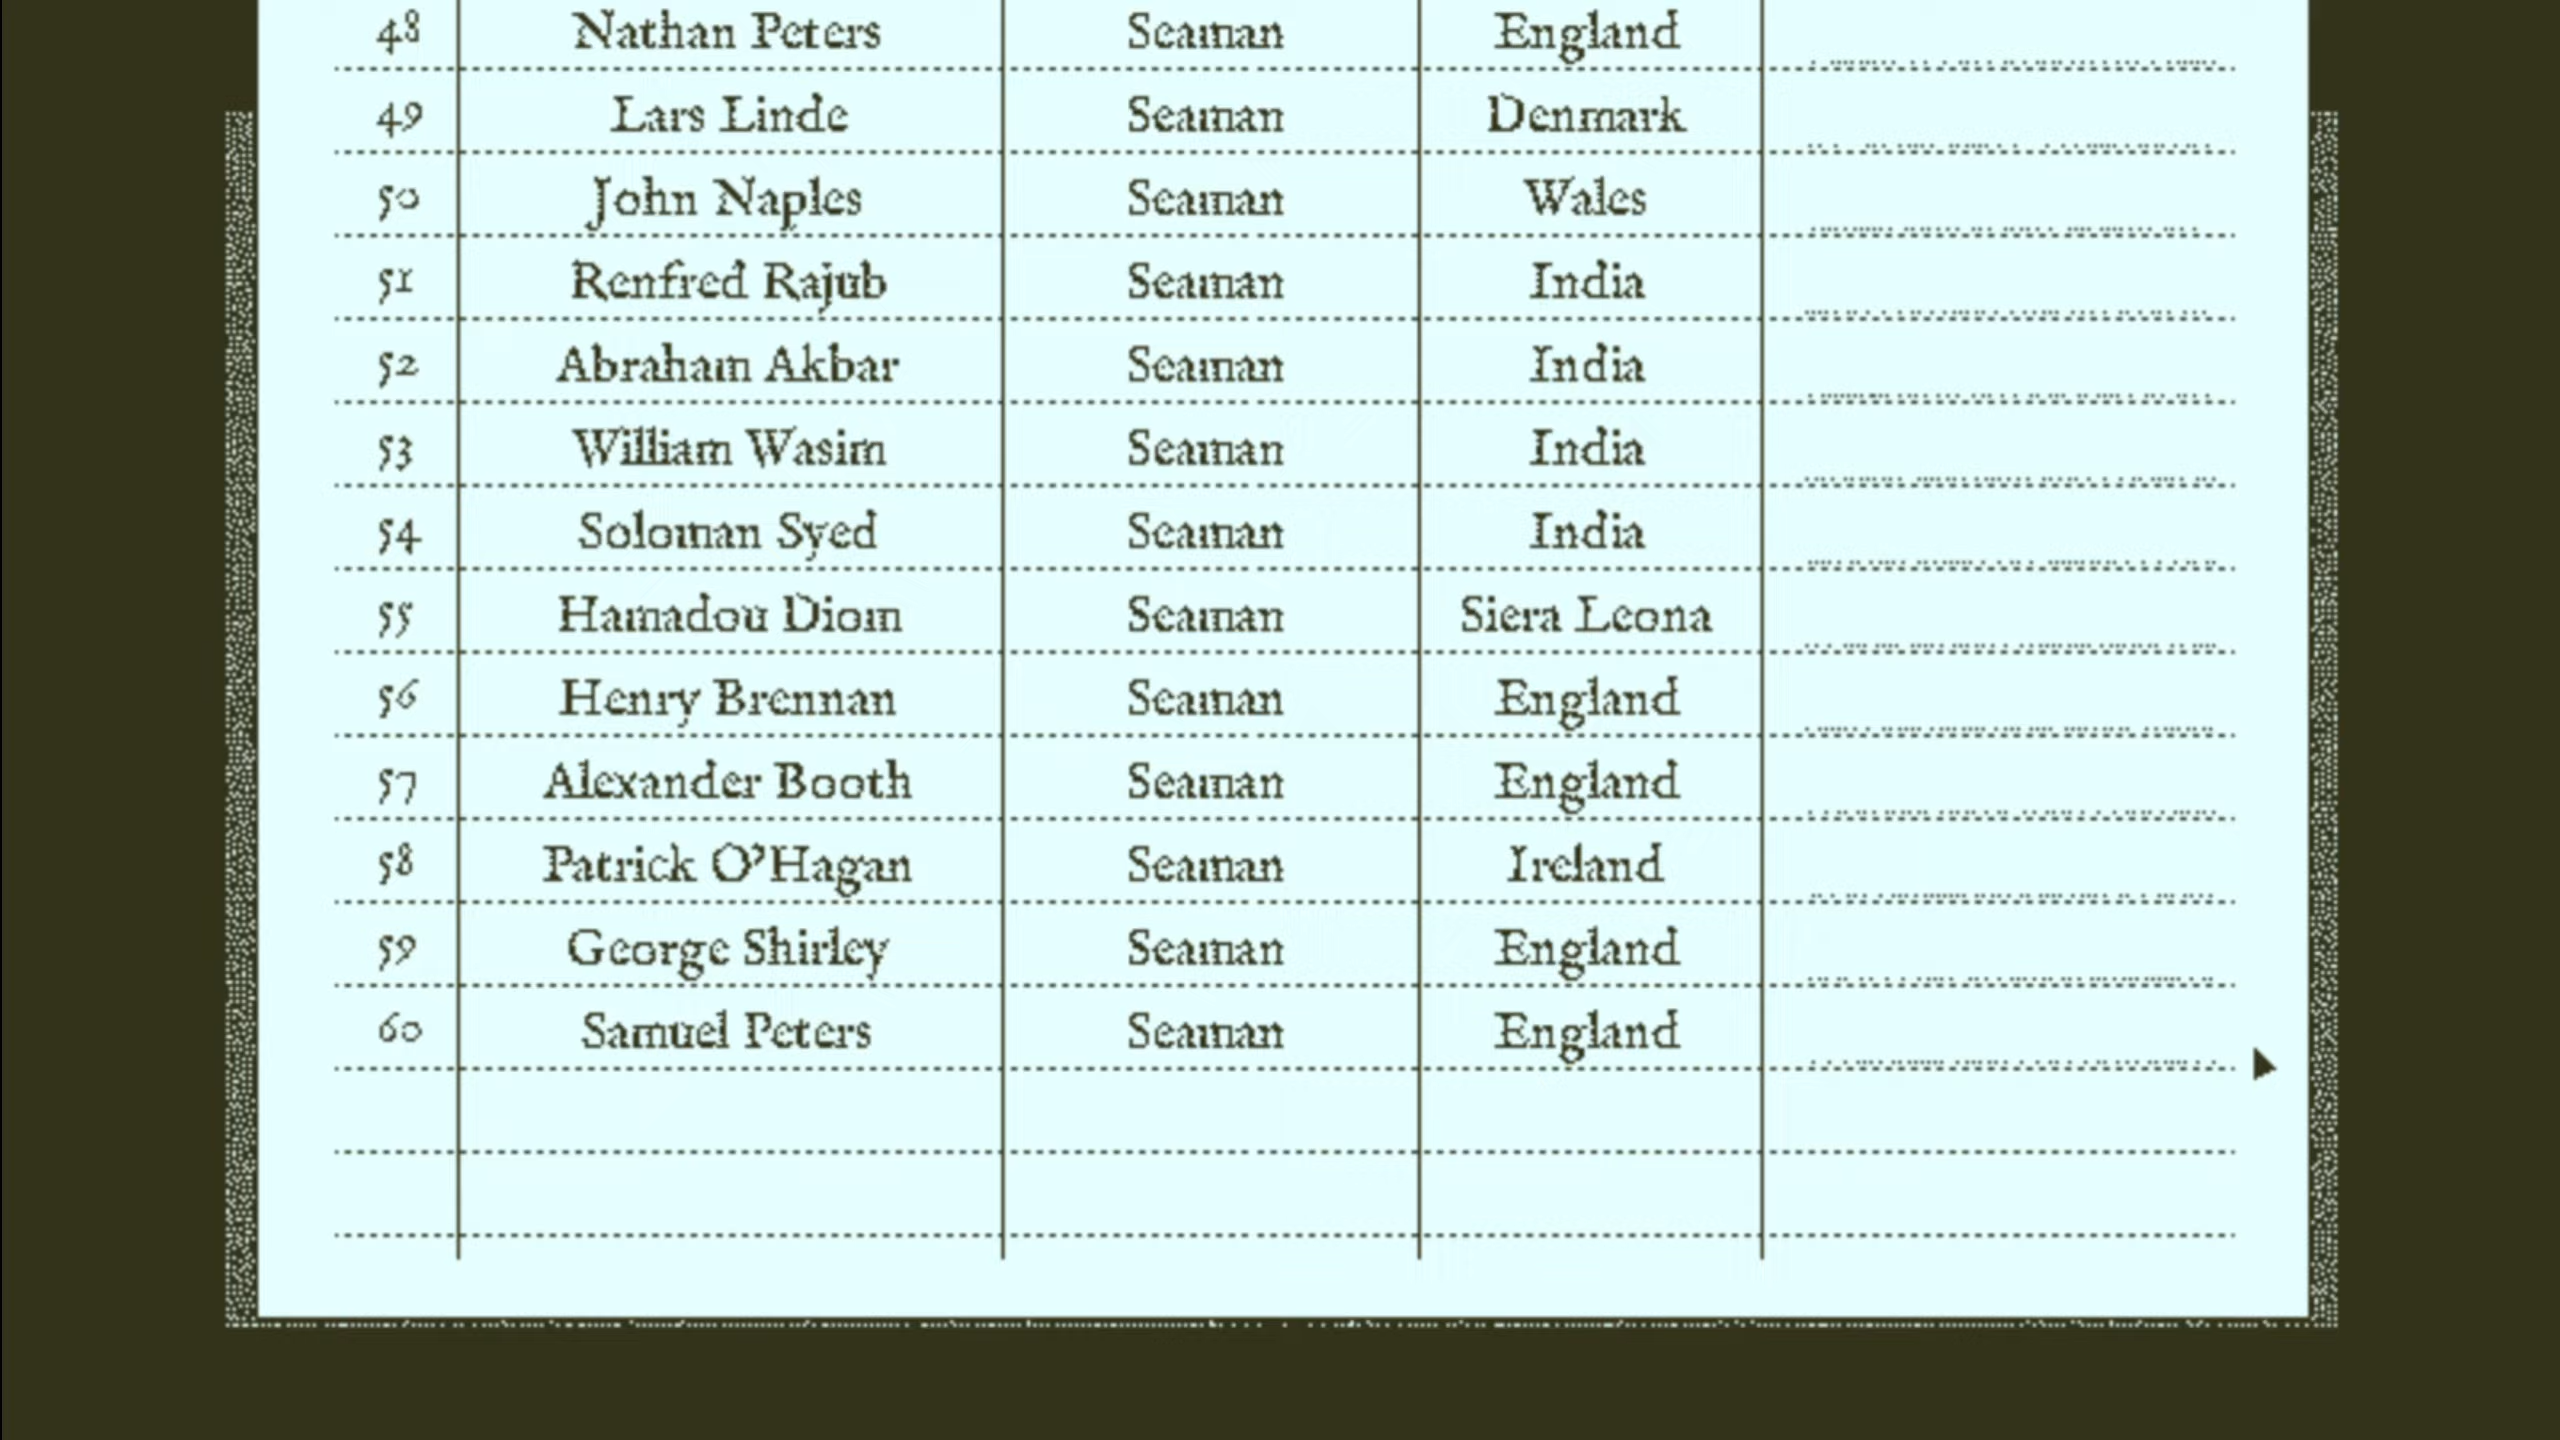 48 Nathan Peters Seaman England
49 Lars Linde Seaman Denmark
50 John Naples Seaman Wales
51 Renfred Rajub Seaman India
52 Abraham Akbar Seaman India
53 William Wasim Seaman India
54 Soloman Syed Seaman India
55 Hamadou Diom Seaman Siera Leona
56 Henry Brennan Seaman England
57 Alexander Booth Seaman England
58 Patrick O'Hagan Seaman Ireland
59 George Shirley Seaman England
60 Samuel Peters Seaman England